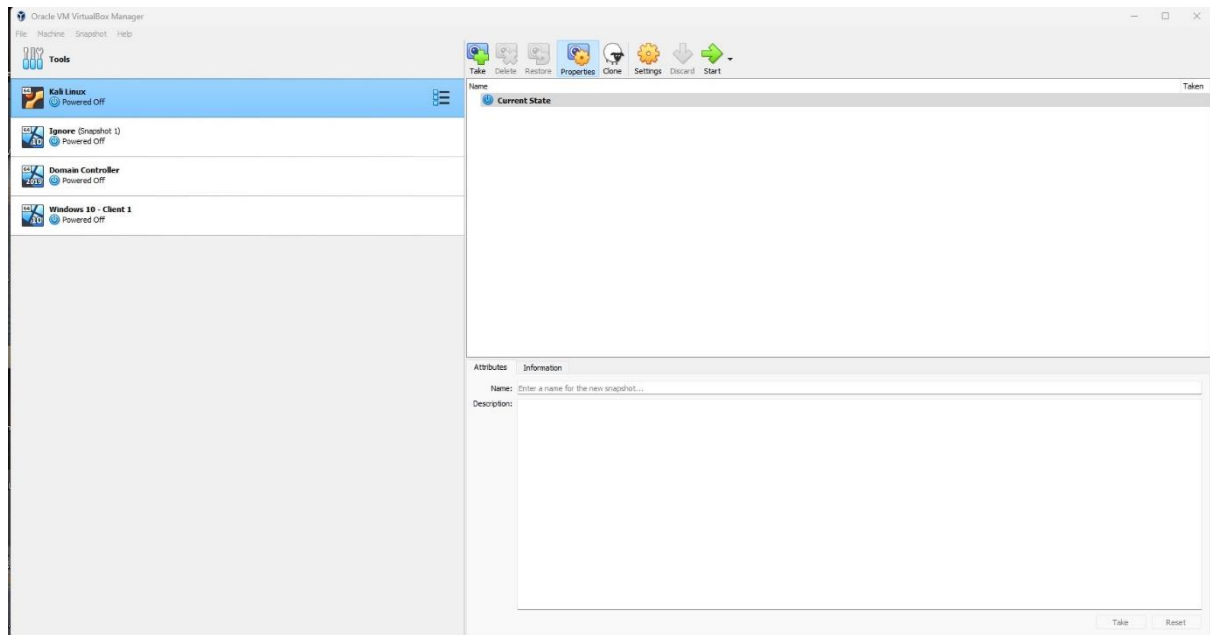 Oracle VM VirtualBox Manager
File Machine Snapshot Help
Tools
Take Delete Restore Properties Clone Settings Discard Start
Kali Linux
Powered Off
Ignore (Snapshot 1)
Powered Off
Domain Controller
Powered Off
Windows 10 - Client 1
Powered Off
Name Taken
Current State
Attributes Information
Name: Enter a name for the new snapshot...
Description:
Take Reset